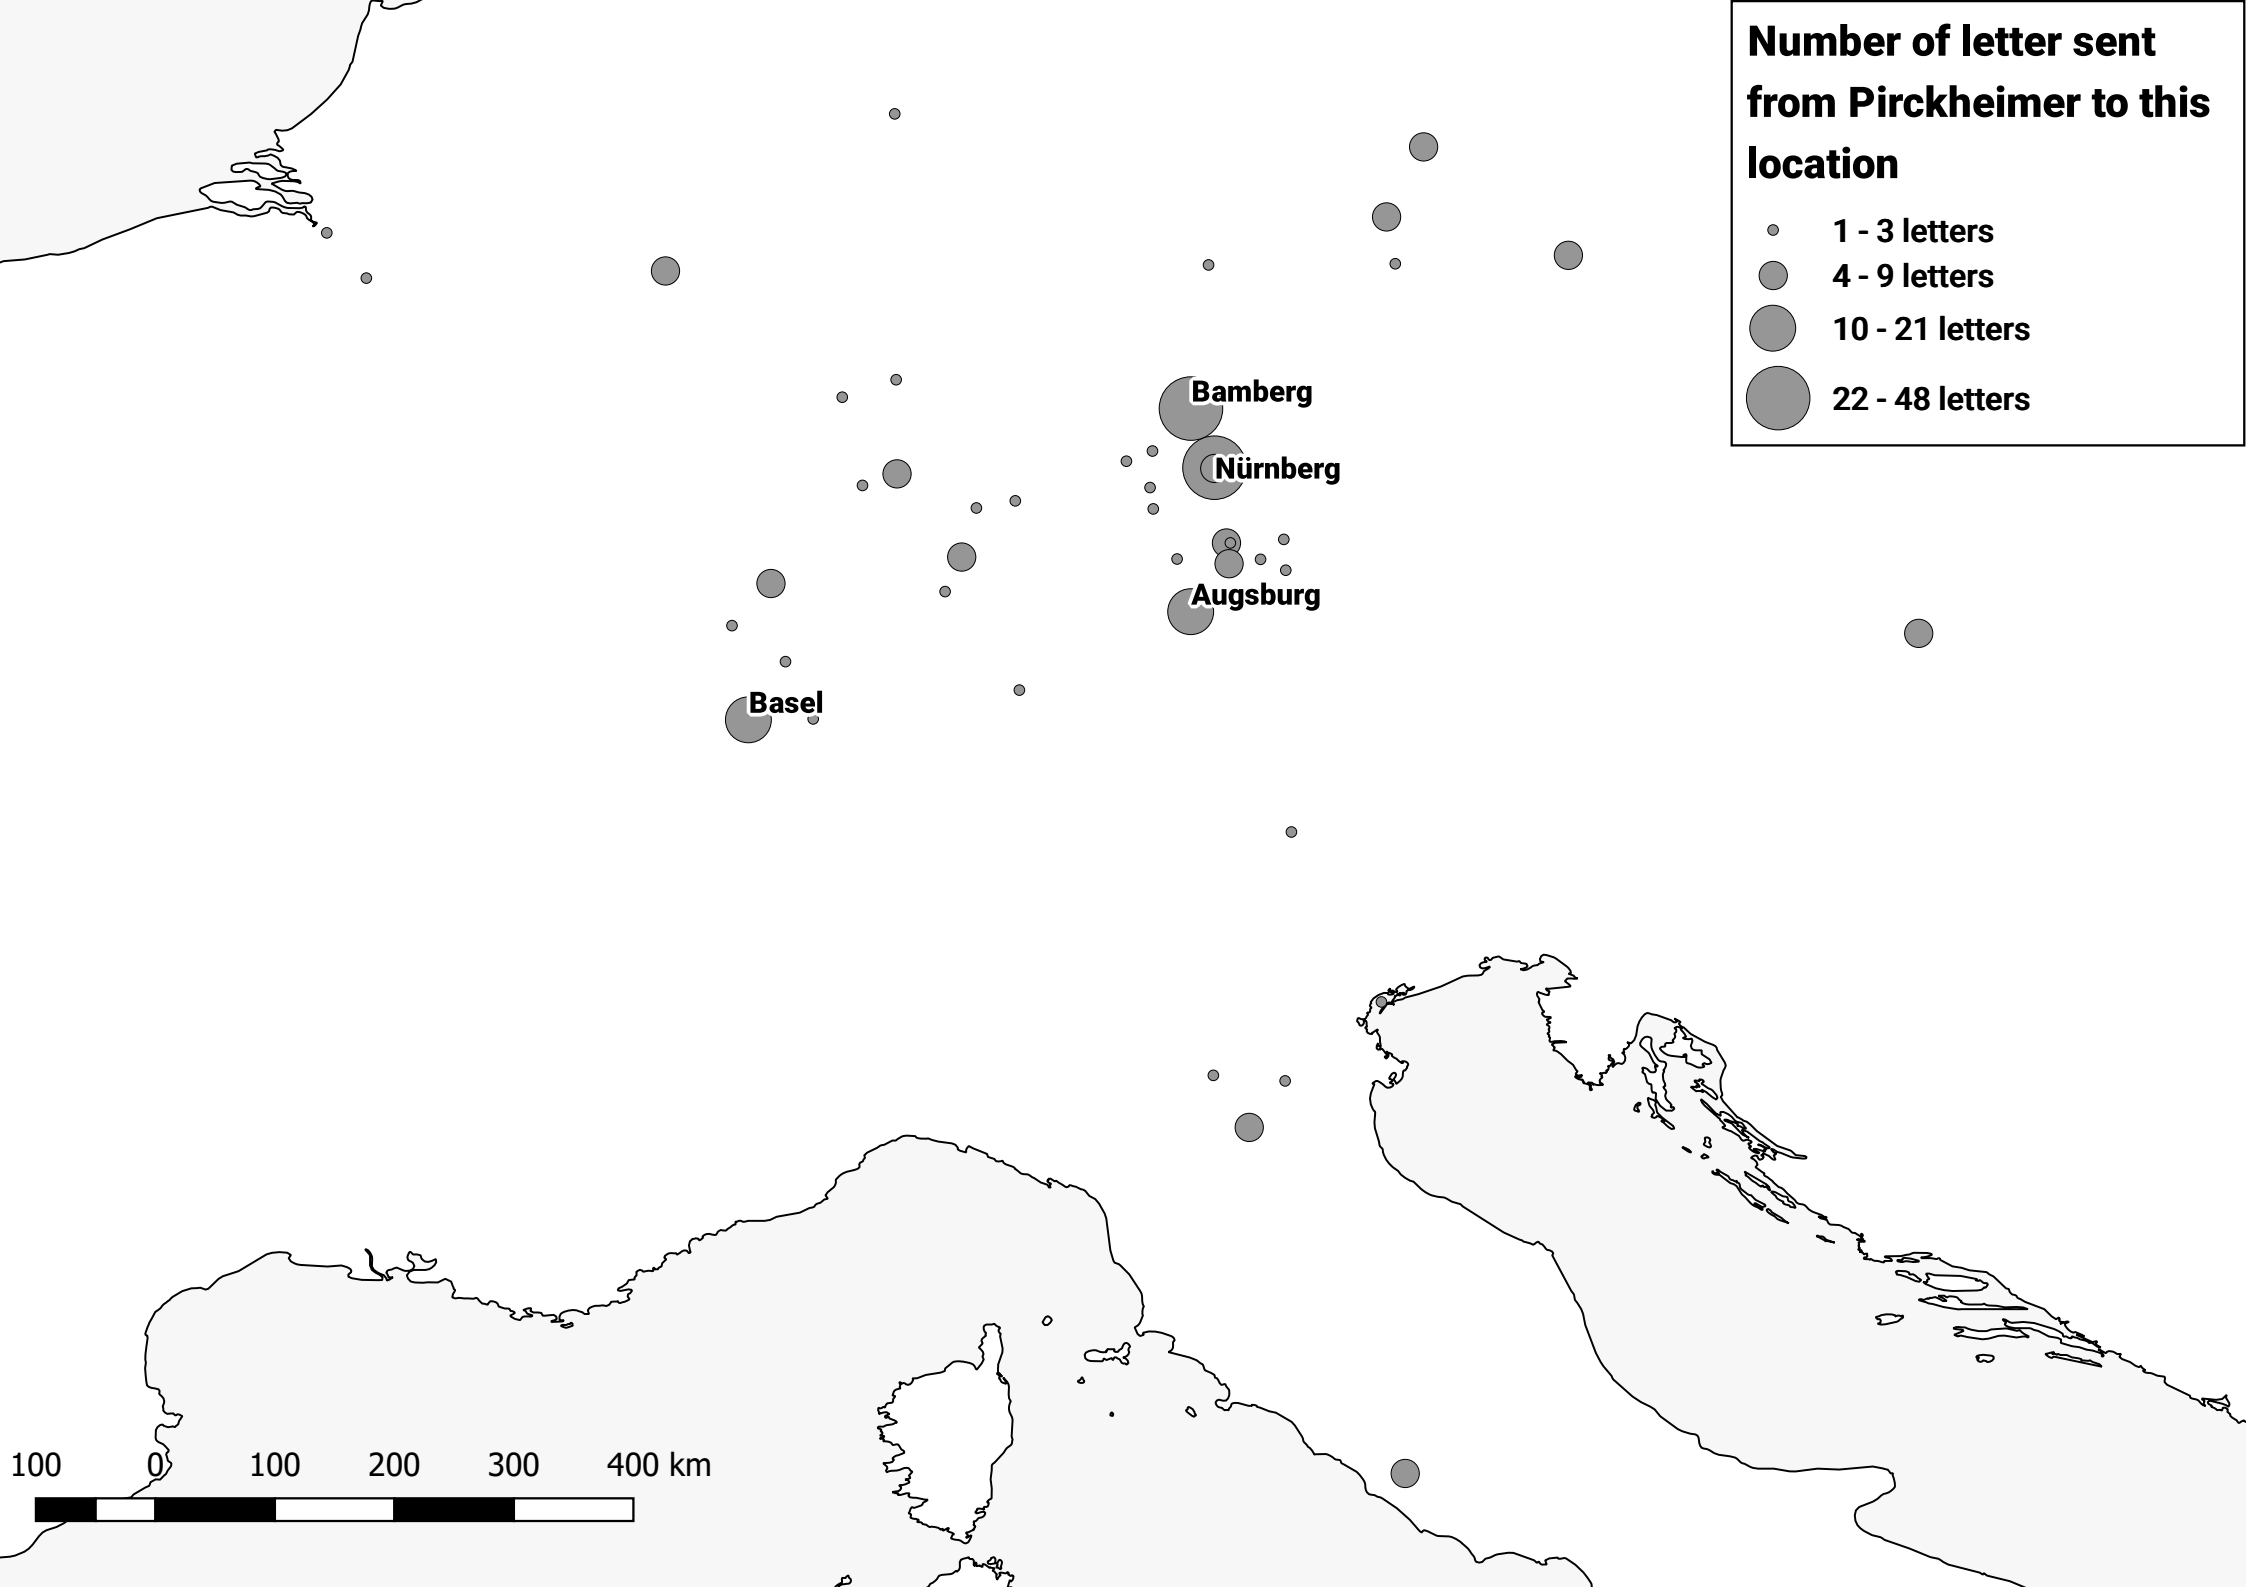 Number of letter sent
from Pirckheimer to this
location
1 - 3 letters
4 - 9 letters
10 - 21 letters
22 - 48 letters
Bamberg
Nürnberg
Augsburg
Basel
100 0 100 200 300 400 km